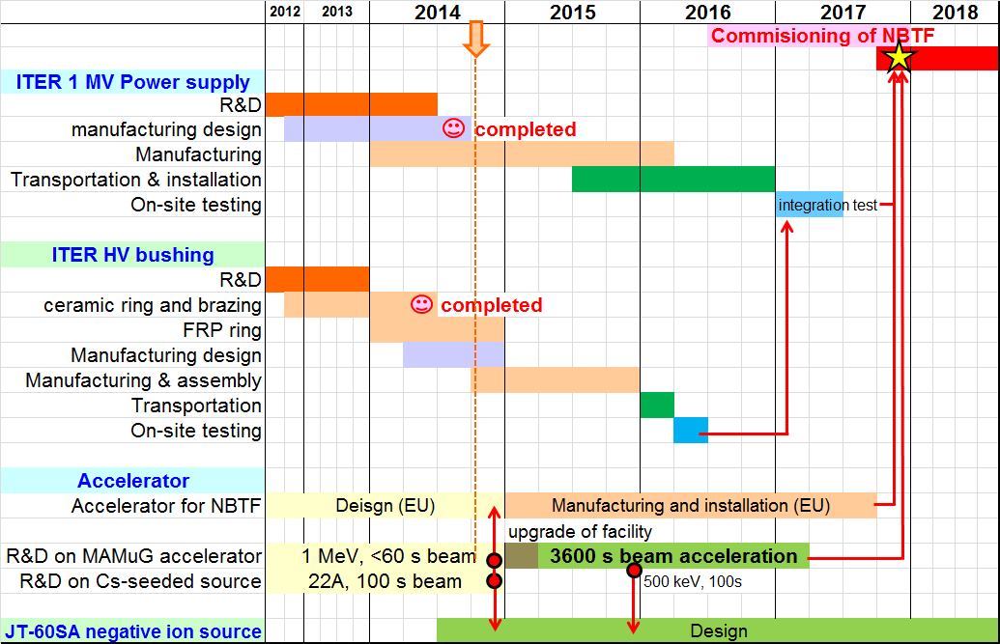 2012 2013 2014 2015 2016 2017 2018
Commisioning of NBTF
ITER 1 MV Power supply
R&D
manufacturing design completed
Manufacturing
Transportation & installation
On-site testing integration test
ITER HV bushing
R&D
ceramic ring and brazing completed
FRP ring
Manufacturing design
Manufacturing & assembly
Transportation
On-site testing
Accelerator
Accelerator for NBTF Deisgn (EU) Manufacturing and installation (EU)
upgrade of facility
R&D on MAMuG accelerator 1 MeV, <60 s beam 3600 s beam acceleration
R&D on Cs-seeded source 22A, 100 s beam 500 keV, 100s
JT-60SA negative ion source Design